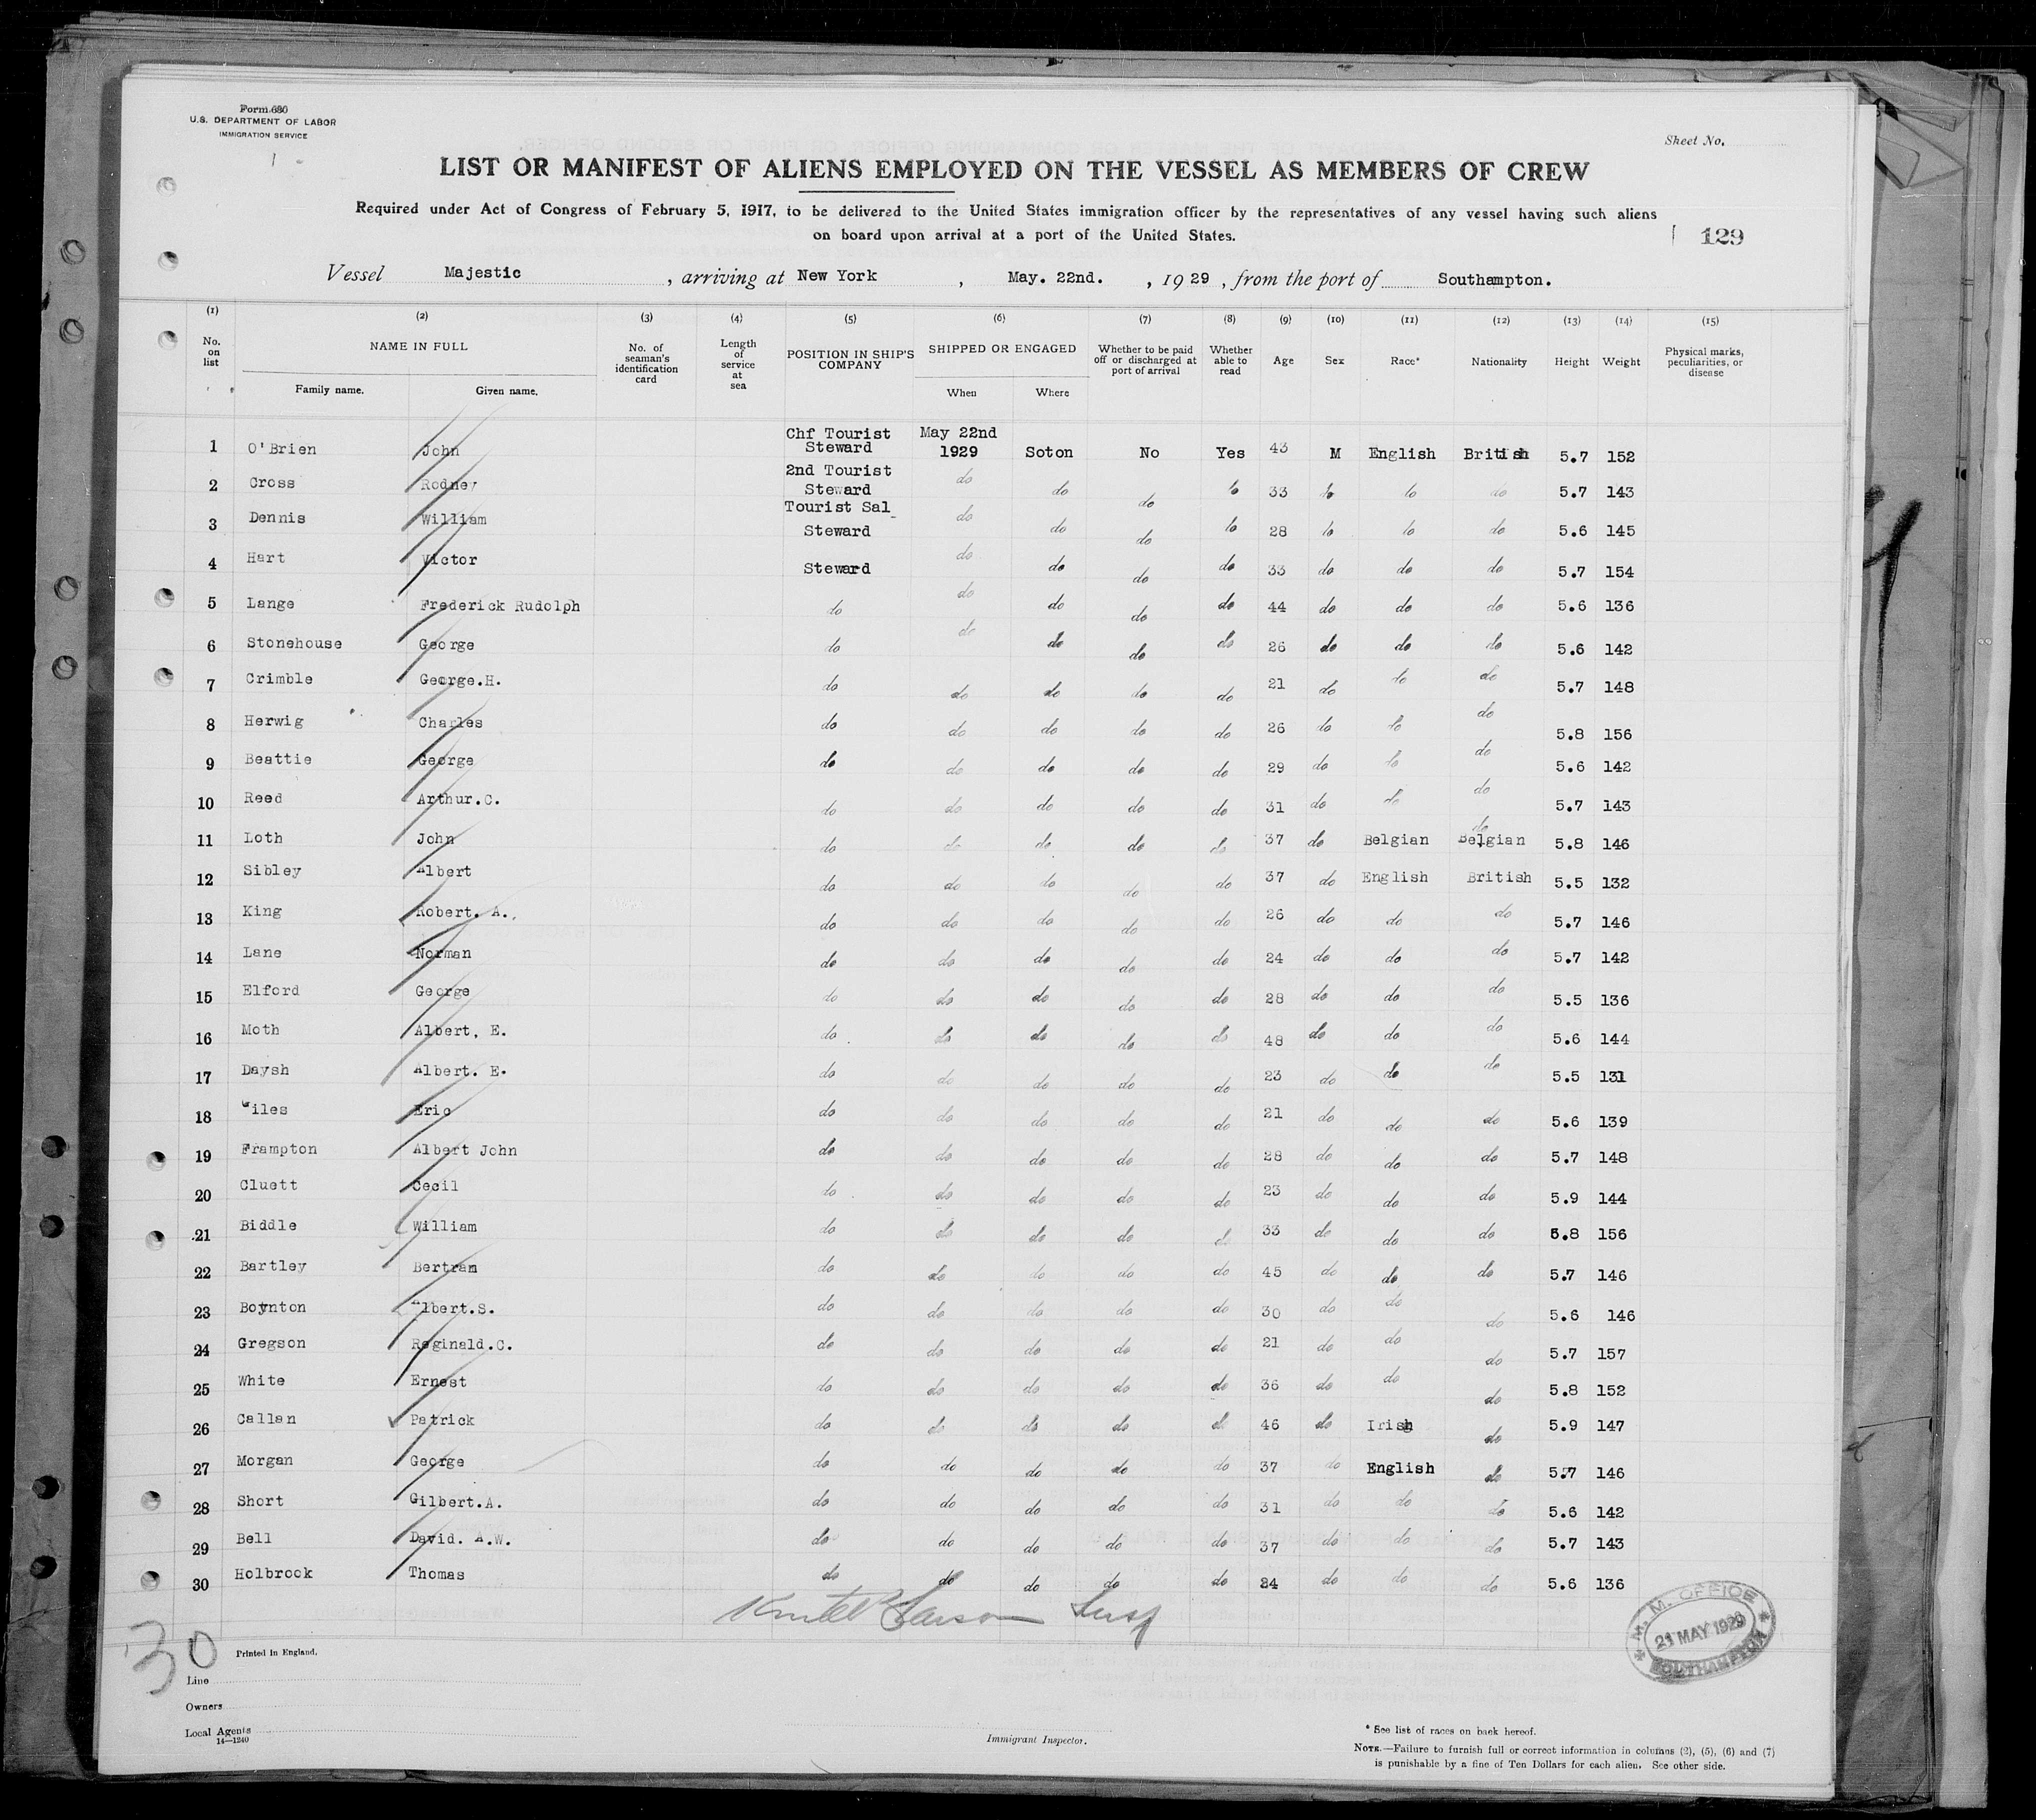 Form 680
U.S. DEPARTMENT OF LABOR
IMMIGRATION SERVICE
Sheet No.
LIST OR MANIFEST OF ALIENS EMPLOYED ON THE VESSEL AS MEMBERS OF CREW
Required under Act of Congress of February 5, 1917, to be delivered to the United States immigration officer by the representatives of any vessel having such aliens
on board upon arrival at a port of the United States.
129
Vessel Majestic , arriving at New York , May. 22nd. , 19 29 , from the port of Southampton.
(1) (2) (3) (4) (5) (6) (7) (8) (9) (10) (11) (12) (13) (14) (15)
No. on list NAME IN FULL Family name. Given name. No. of seaman's identification card Length of service at sea POSITION IN SHIP'S COMPANY SHIPPED OR ENGAGED When Where Whether to be paid off or discharged at port of arrival Whether able to read Age Sex Race* Nationality Height Weight Physical marks, peculiarities, or disease
1 O'Brien John Chf Tourist Steward May 22nd 1929 Soton No Yes 43 M English British 5.7 152
2 Cross Rodney 2nd Tourist Steward do do do do 33 do do do 5.7 143
3 Dennis William Tourist Sal Steward do do do do 28 do do do 5.6 145
4 Hart Victor Steward do do do do 33 do do do 5.7 154
5 Lange Frederick Rudolph do do do do do 44 do do do 5.6 136
6 Stonehouse George do do do do do 26 do do do 5.6 142
7 Crimble George.H. do do do do do 21 do do do 5.7 148
8 Herwig Charles do do do do do 26 do do do 5.8 156
9 Beattie George do do do do do 29 do do do 5.6 142
10 Reed Arthur.C. do do do do do 31 do do do 5.7 143
11 Loth John do do do do do 37 do Belgian do Belgian 5.8 146
12 Sibley Albert do do do do do 37 do English British 5.5 132
13 King Robert. A. do do do do do 26 do do do 5.7 146
14 Lane Norman do do do do do 24 do do do 5.7 142
15 Elford George do do do do do 28 do do do 5.5 136
16 Moth Albert, E. do do do do do 48 do do do 5.6 144
17 Daysh Albert. E. do do do do do 23 do do do 5.5 131
18 Giles Eric do do do do do 21 do do do 5.6 139
19 Frampton Albert John do do do do do 28 do do do 5.7 148
20 Cluett Cecil do do do do do 23 do do do 5.9 144
21 Biddle William do do do do do 33 do do do 5.8 156
22 Bartley Bertram do do do do do 45 do do do 5.7 146
23 Boynton Albert.S. do do do do do 30 do do do 5.6 146
24 Gregson Reginald.C. do do do do do 21 do do do 5.7 157
25 White Ernest do do do do do 36 do do do 5.8 152
26 Callan Patrick do do do do do 46 do Irish do 5.9 147
27 Morgan George do do do do do 37 do English do 5.7 146
28 Short Gilbert.A. do do do do do 31 do do do 5.6 142
29 Bell David. A.W. do do do do do 37 do do do 5.7 143
30 Holbrook Thomas do do do do do 24 do do do 5.6 136
Larson Insp
M. M. OFFICE
21 MAY 1929
SOUTHAMPTON
30
Printed in England.
Line
Owners
Local Agents
14—1240
Immigrant Inspector.
* See list of races on back hereof.
NOTE.—Failure to furnish full or correct information in columns (2), (5), (6) and (7)
is punishable by a fine of Ten Dollars for each alien. See other side.